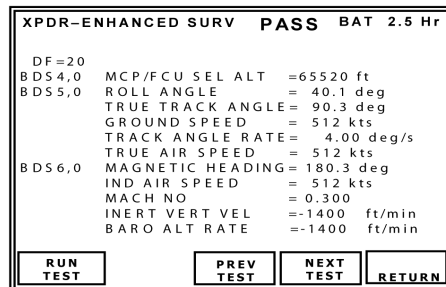 XPDR–ENHANCED SURV PASS BAT 2.5 Hr
DF=20
BDS4,0 MCP/FCU SEL ALT =65520 ft
BDS5,0 ROLL ANGLE = 40.1 deg
TRUE TRACK ANGLE= 90.3 deg
GROUND SPEED = 512 kts
TRACK ANGLE RATE= 4.00 deg/s
TRUE AIR SPEED = 512 kts
BDS6,0 MAGNETIC HEADING= 180.3 deg
IND AIR SPEED = 512 kts
MACH NO = 0.300
INERT VERT VEL =-1400 ft/min
BARO ALT RATE =-1400 ft/min
RUN TEST
PREV TEST
NEXT TEST
RETURN